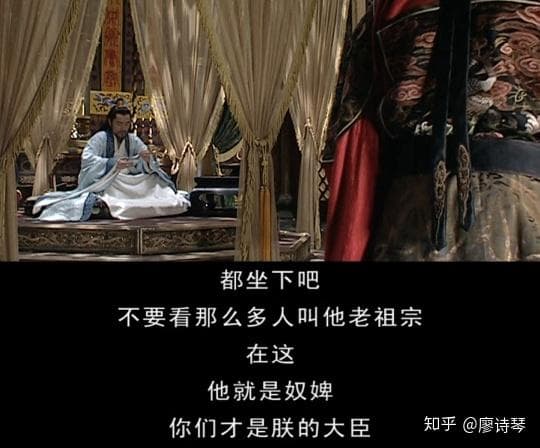 都坐下吧
不要看那么多人叫他老祖宗
在这
他就是奴婢
你们才是朕的大臣
知乎 @廖诗琴